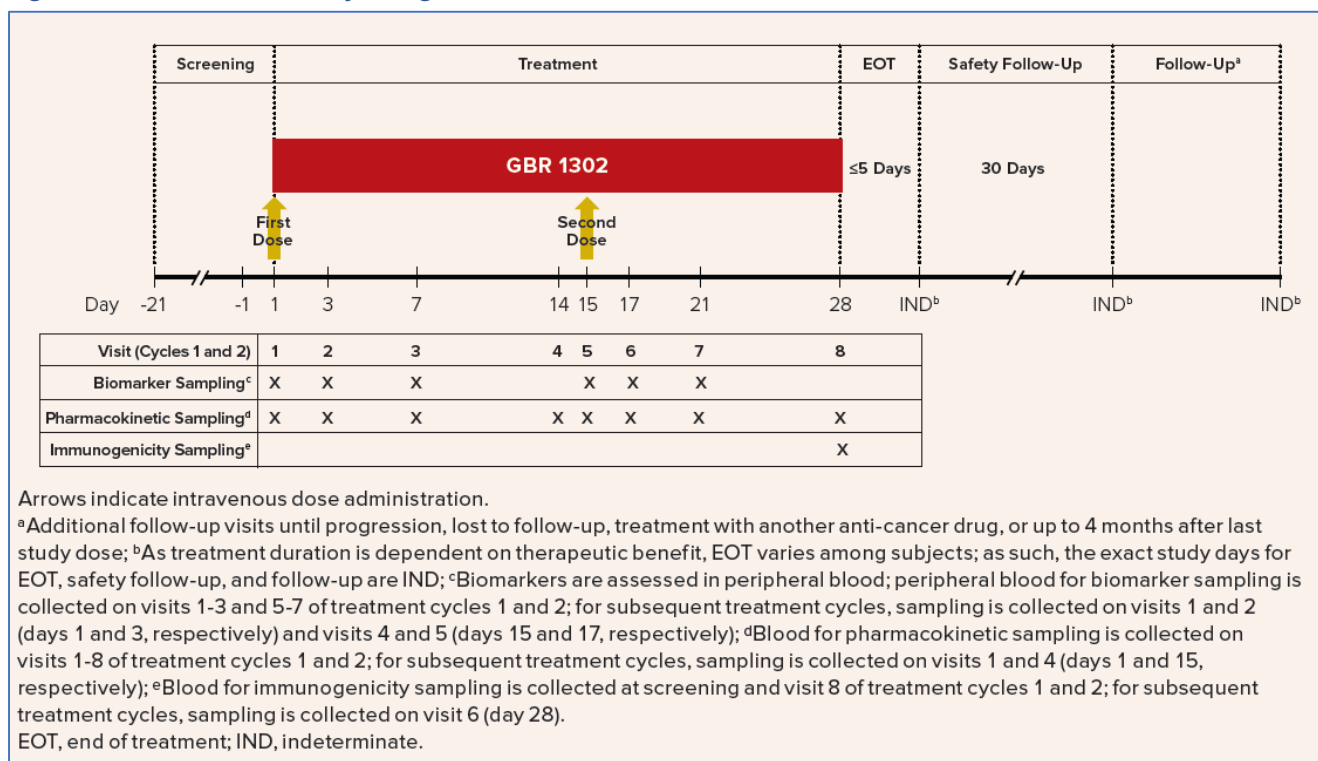 Screening Treatment EOT Safety Follow-Up Follow-Upᵃ
GBR 1302 ≤5 Days 30 Days
First Dose
Second Dose
Day -21 -1 1 3 7 14 15 17 21 28 INDᵇ INDᵇ INDᵇ
Visit (Cycles 1 and 2) 1 2 3 4 5 6 7 8
Biomarker Samplingᶜ X X X X X X
Pharmacokinetic Samplingᵈ X X X X X X X X
Immunogenicity Samplingᵉ X
Arrows indicate intravenous dose administration.
ᵃAdditional follow-up visits until progression, lost to follow-up, treatment with another anti-cancer drug, or up to 4 months after last
study dose; ᵇAs treatment duration is dependent on therapeutic benefit, EOT varies among subjects; as such, the exact study days for
EOT, safety follow-up, and follow-up are IND; ᶜBiomarkers are assessed in peripheral blood; peripheral blood for biomarker sampling is
collected on visits 1-3 and 5-7 of treatment cycles 1 and 2; for subsequent treatment cycles, sampling is collected on visits 1 and 2
(days 1 and 3, respectively) and visits 4 and 5 (days 15 and 17, respectively); ᵈBlood for pharmacokinetic sampling is collected on
visits 1-8 of treatment cycles 1 and 2; for subsequent treatment cycles, sampling is collected on visits 1 and 4 (days 1 and 15,
respectively); ᵉBlood for immunogenicity sampling is collected at screening and visit 8 of treatment cycles 1 and 2; for subsequent
treatment cycles, sampling is collected on visit 6 (day 28).
EOT, end of treatment; IND, indeterminate.